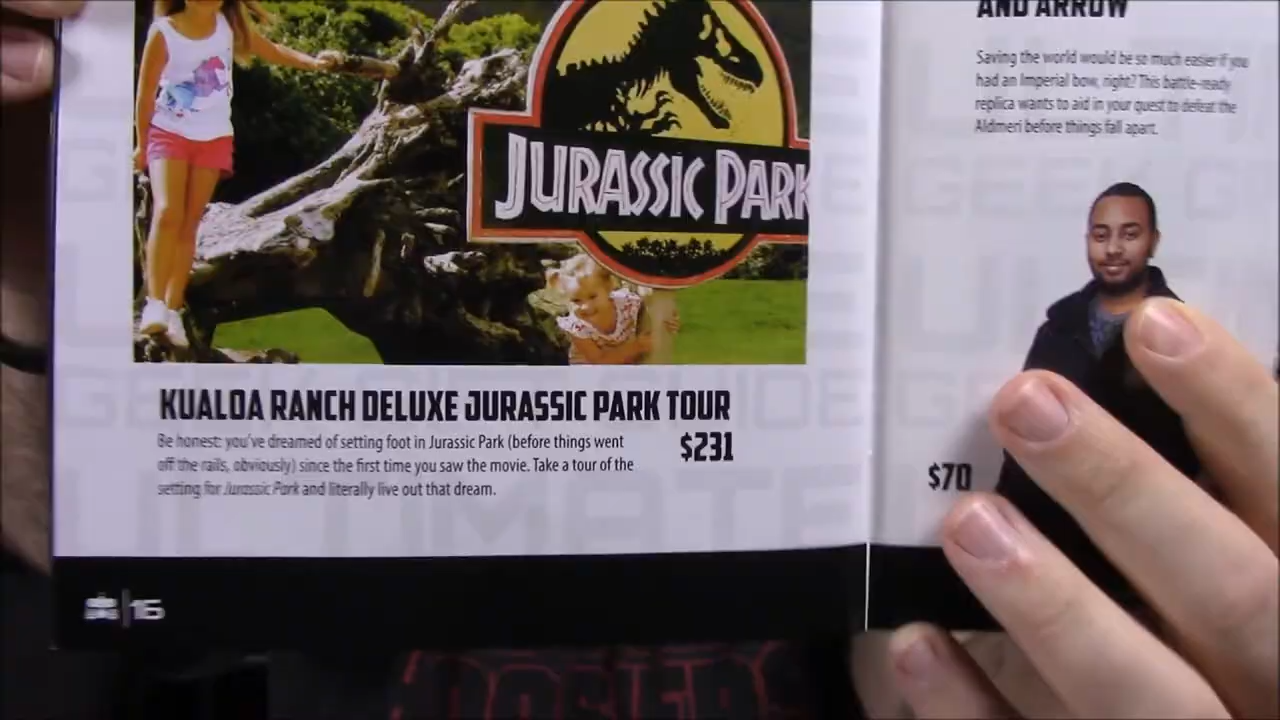 JURASSIC PARK
KUALOA RANCH DELUXE JURASSIC PARK TOUR
Be honest: you've dreamed of setting foot in Jurassic Park (before things went
off the rails, obviously) since the first time you saw the movie. Take a tour of the
setting for Jurassic Park and literally live out that dream.
$231
16
AND ARROW
Saving the world would be so much easier if you
had an Imperial bow, right? This battle-ready
replica wants to aid in your quest to defeat the
Aldmeri before things fall apart.
$70